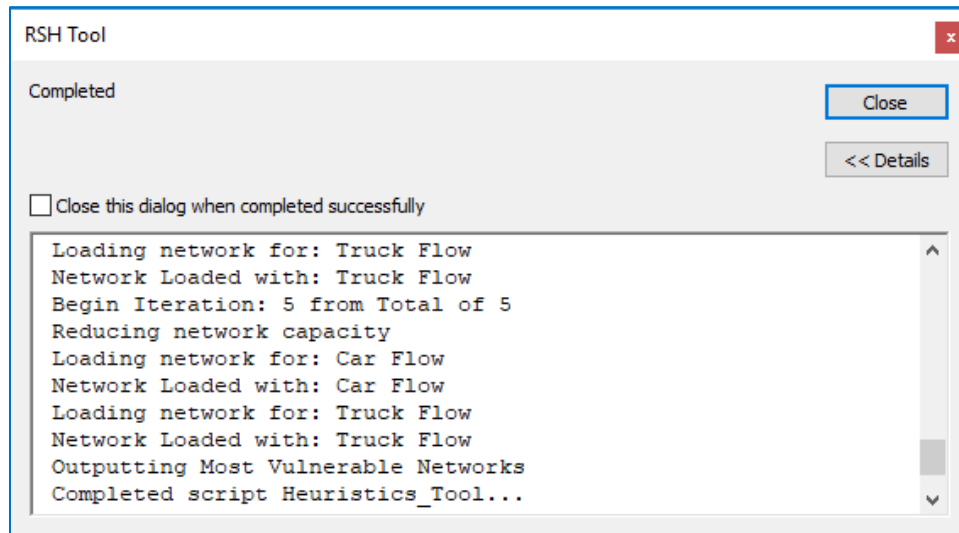 RSH Tool
x
Completed
Close
<< Details
Close this dialog when completed successfully
Loading network for: Truck Flow
Network Loaded with: Truck Flow
Begin Iteration: 5 from Total of 5
Reducing network capacity
Loading network for: Car Flow
Network Loaded with: Car Flow
Loading network for: Truck Flow
Network Loaded with: Truck Flow
Outputting Most Vulnerable Networks
Completed script Heuristics_Tool...